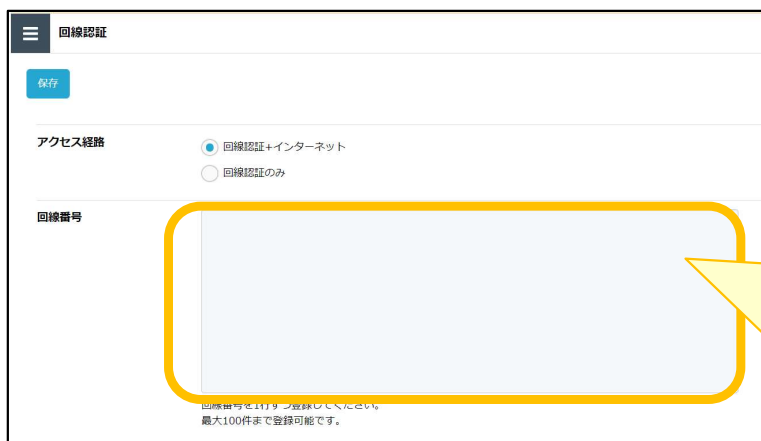 回線認証
保存
アクセス経路
回線認証+インターネット
回線認証のみ
回線番号
回線番号を1行ずつ登録してください。
最大100件まで登録可能です。